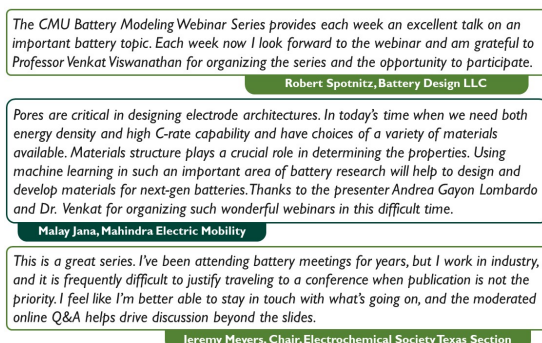 The CMU Battery Modeling Webinar Series provides each week an excellent talk on an
important battery topic. Each week now I look forward to the webinar and am grateful to
Professor Venkat Viswanathan for organizing the series and the opportunity to participate.
Robert Spotnitz, Battery Design LLC
Pores are critical in designing electrode architectures. In today's time when we need both
energy density and high C-rate capability and have choices of a variety of materials
available. Materials structure plays a crucial role in determining the properties. Using
machine learning in such an important area of battery research will help to design and
develop materials for next-gen batteries. Thanks to the presenter Andrea Gayon Lombardo
and Dr. Venkat for organizing such wonderful webinars in this difficult time.
Malay Jana, Mahindra Electric Mobility
This is a great series. I've been attending battery meetings for years, but I work in industry,
and it is frequently difficult to justify traveling to a conference when publication is not the
priority. I feel like I'm better able to stay in touch with what's going on, and the moderated
online Q&A helps drive discussion beyond the slides.
Jeremy Meyers, Chair, Electrochemical Society Texas Section